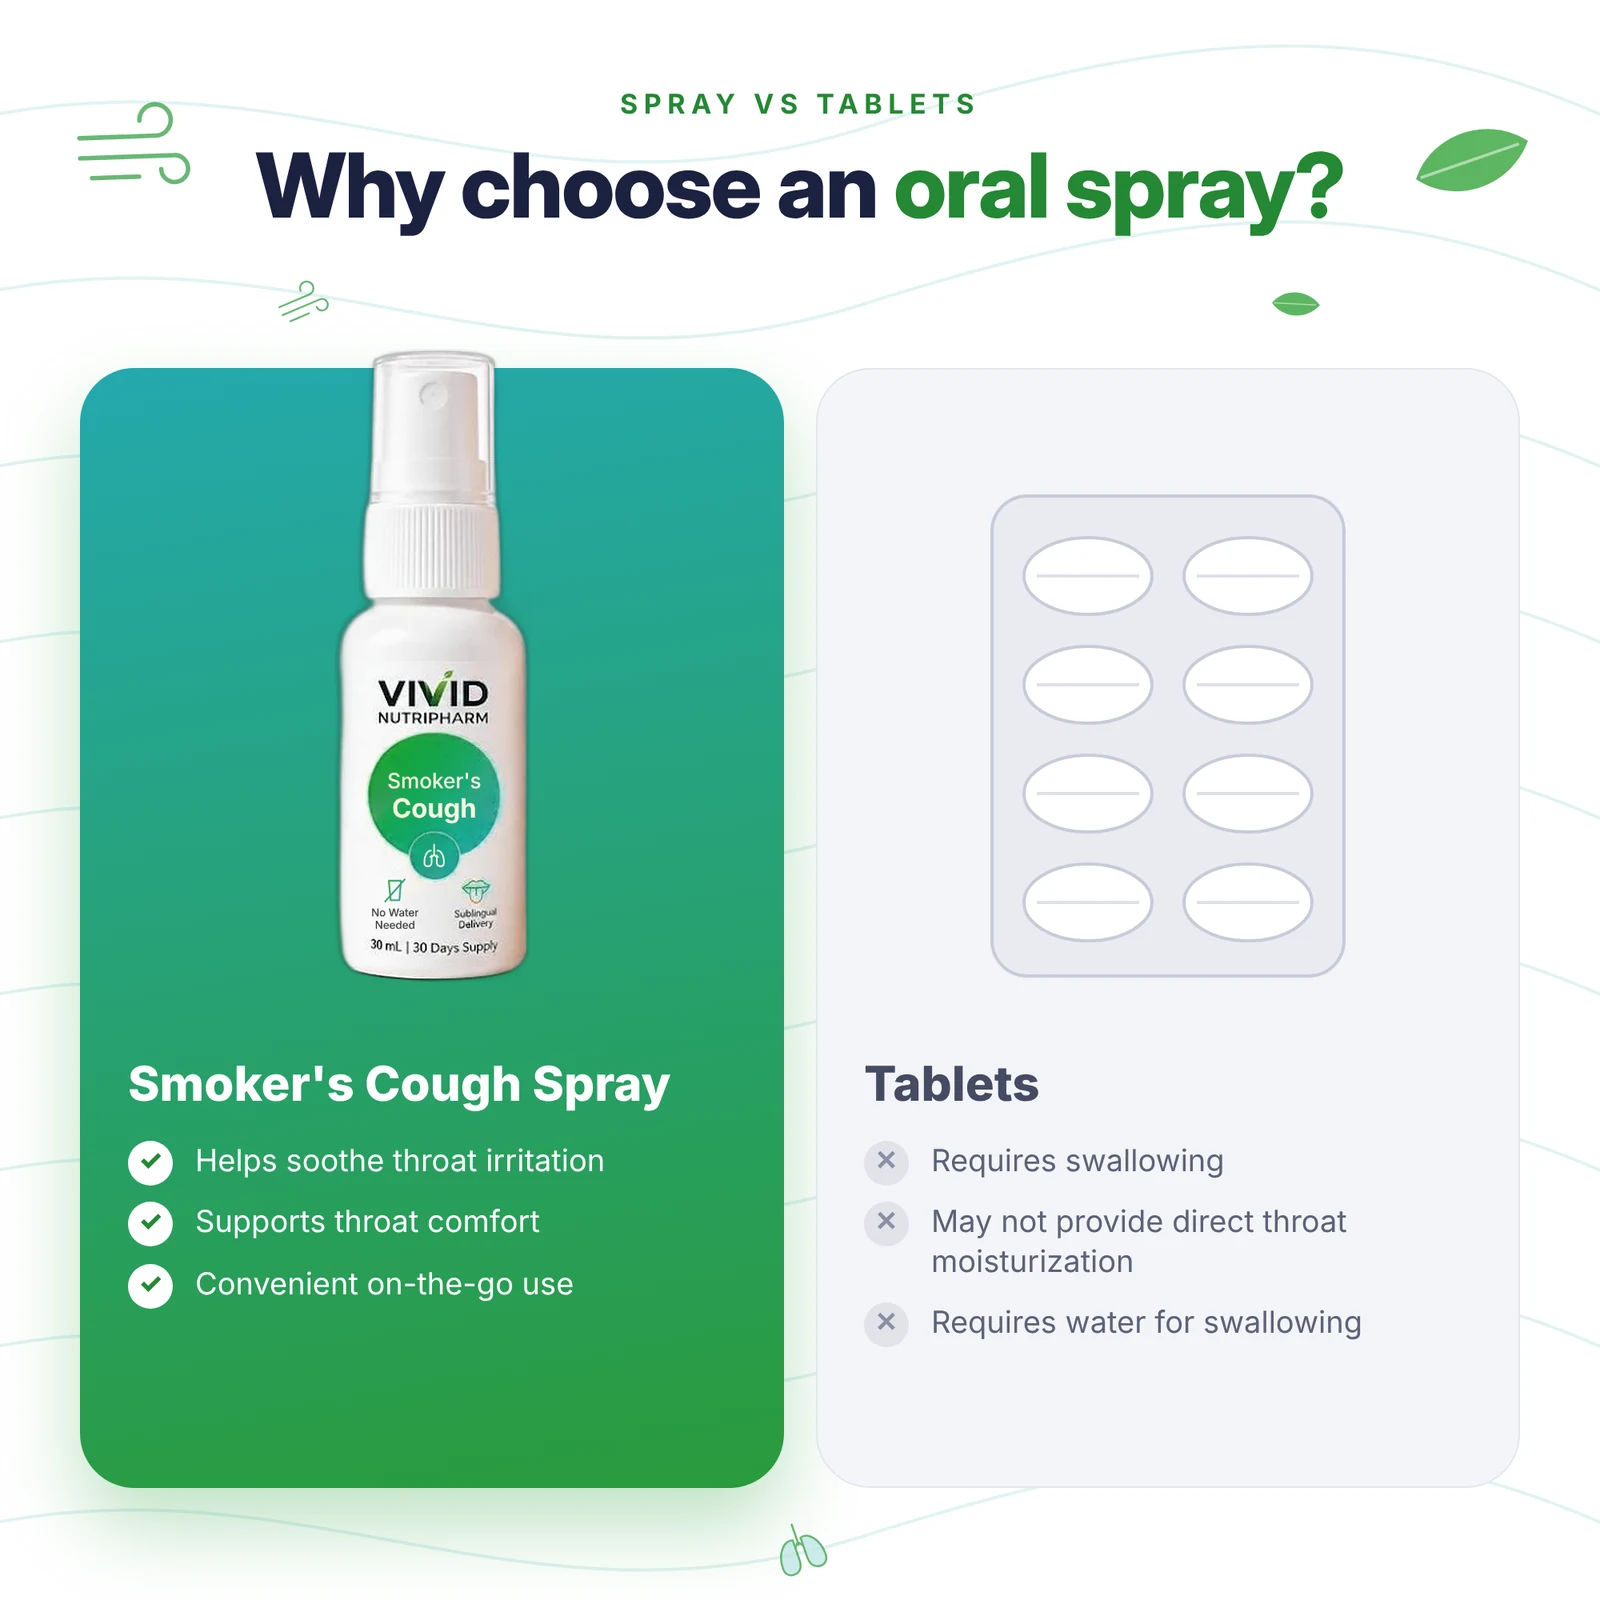 SPRAY VS TABLETS
Why choose an oral spray?
VIVID
NUTRIPHARM
Smoker's
Cough
No Water
Needed
Sublingual
Delivery
30 mL | 30 Days Supply
Smoker's Cough Spray
Helps soothe throat irritation
Supports throat comfort
Convenient on-the-go use
Tablets
Requires swallowing
May not provide direct throat
moisturization
Requires water for swallowing